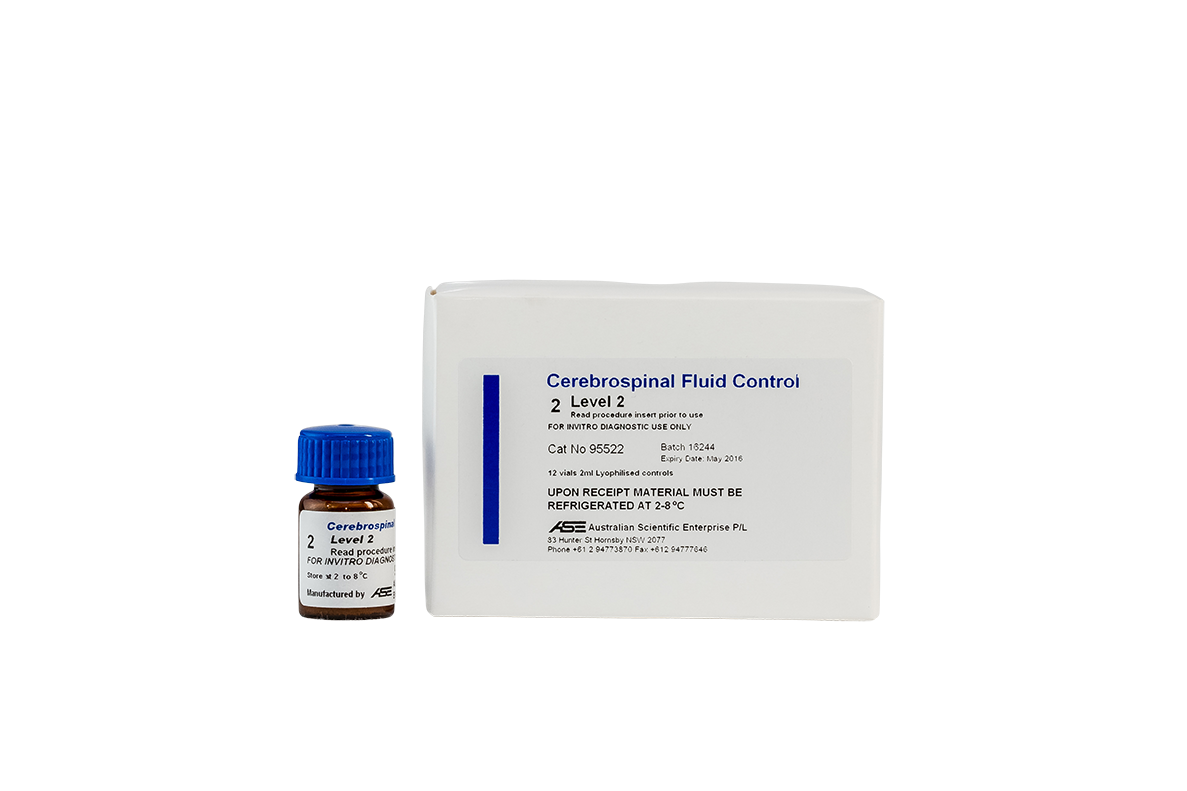 Cerebrospinal Fluid Control
2 Level 2
Read procedure insert prior to use
FOR INVITRO DIAGNOSTIC USE ONLY
Cat No 95522
Batch 16244
Expiry Date: May 2016
12 vials 2ml Lyophilised controls
UPON RECEIPT MATERIAL MUST BE
REFRIGERATED AT 2-8°C
ASE Australian Scientific Enterprise P/L
83 Hunter St Hornsby NSW 2077
Phone +61 2 94773870 Fax +612 94777646
Cerebrospina
2 Level 2
Read procedure in
FOR INVITRO DIAGNOS
Store at 2 to 8°C
Manufactured by ASE